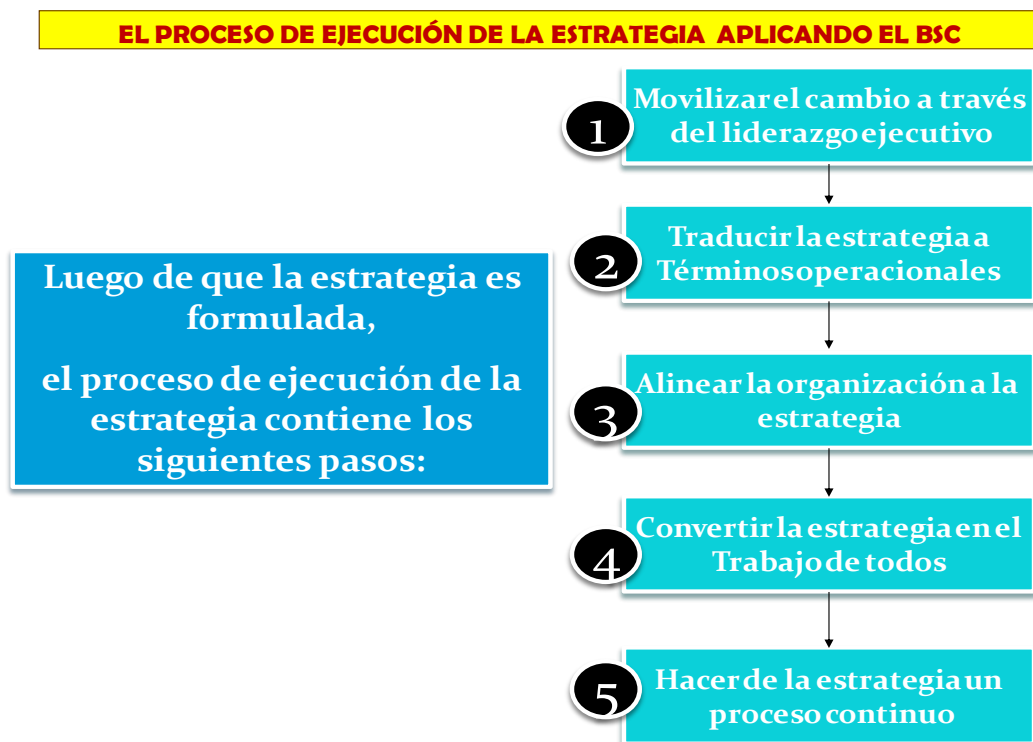 EL PROCESO DE EJECUCIÓN DE LA ESTRATEGIA APLICANDO EL BSC
Luego de que la estrategia es
formulada,
el proceso de ejecución de la
estrategia contiene los
siguientes pasos:
1
Movilizar el cambio a través
del liderazgo ejecutivo
2
Traducir la estrategia a
Términos operacionales
3
Alinear la organización a la
estrategia
4
Convertir la estrategia en el
Trabajo de todos
5
Hacer de la estrategia un
proceso continuo